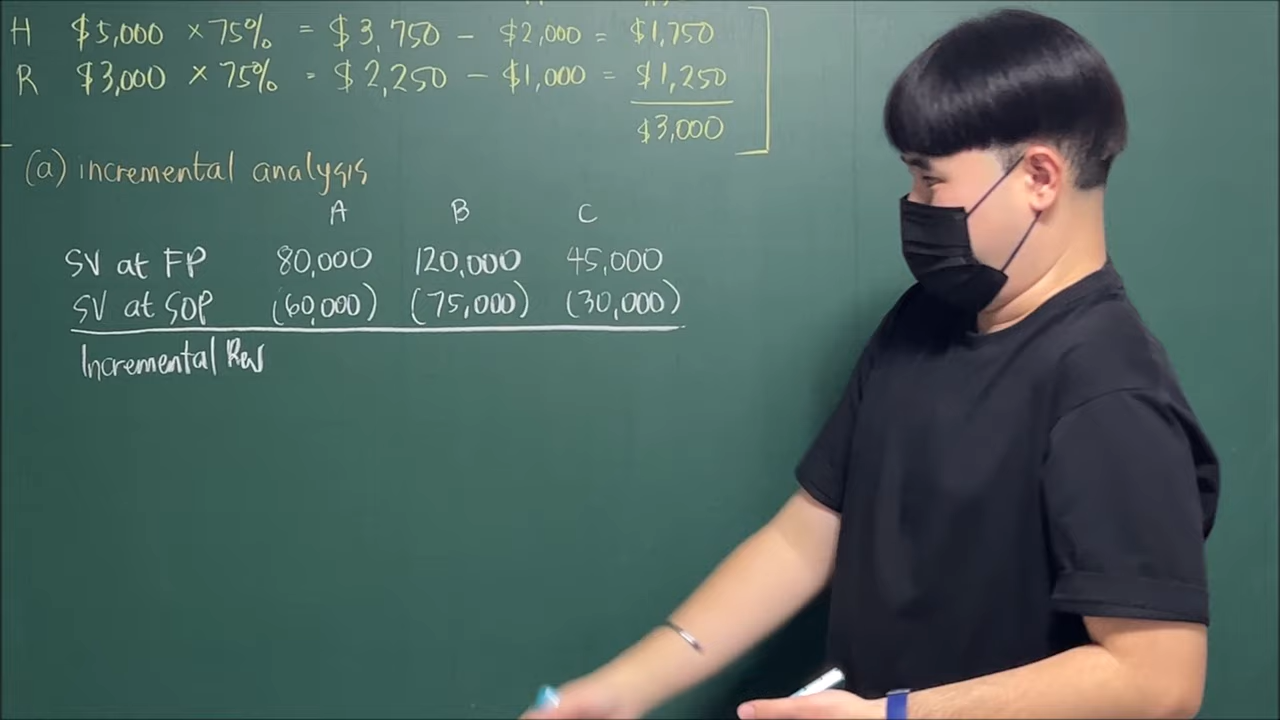 H $5,000 × 75% = $3,750 - $2,000 = $1,750
R $3,000 × 75% = $2,250 - $1,000 = $1,250
$3,000
(a) incremental analysis
A B C
SV at FP 80,000 120,000 45,000
SV at SOP (60,000) (75,000) (30,000)
Incremental Rev